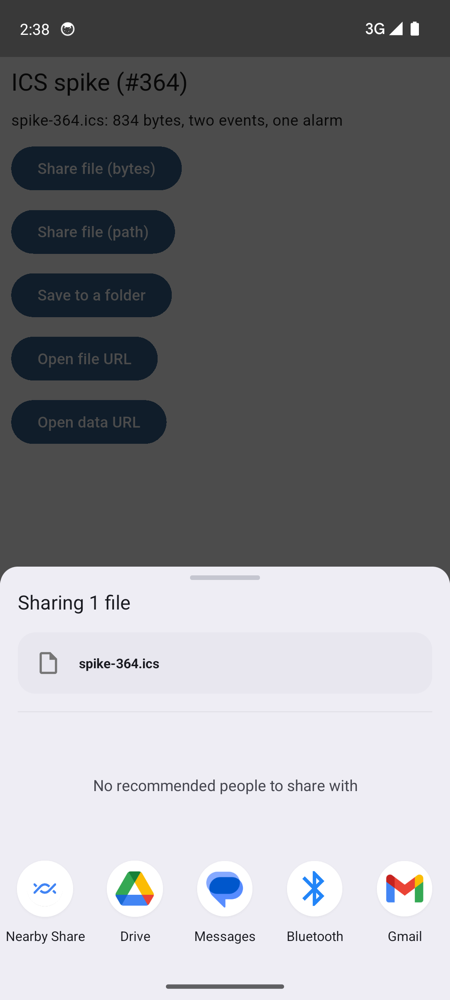 2:38
3G
ICS spike (#364)
spike-364.ics: 834 bytes, two events, one alarm
Share file (bytes)
Share file (path)
Save to a folder
Open file URL
Open data URL
Sharing 1 file
spike-364.ics
No recommended people to share with
Nearby Share
Drive
Messages
Bluetooth
Gmail